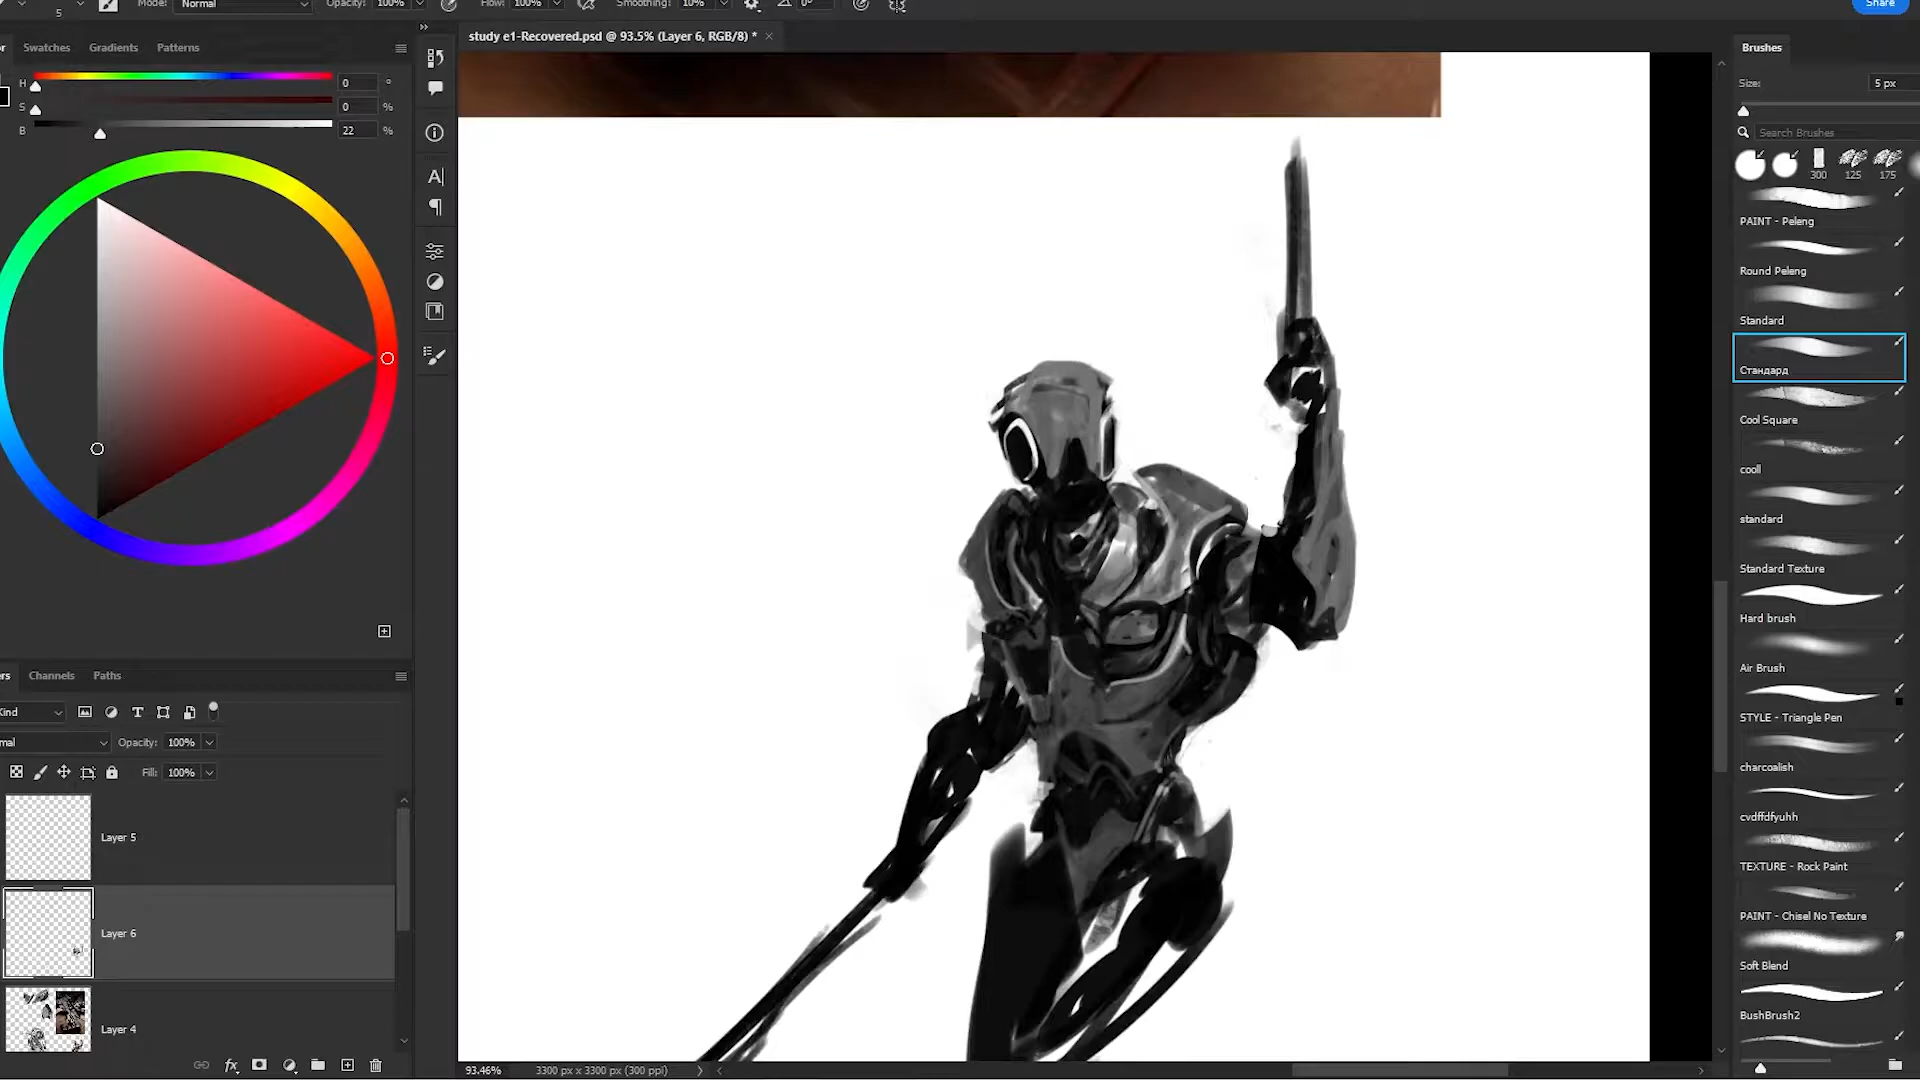 5
Mode:
Normal
Opacity:
100%
Flow:
100%
Smoothing:
10%
0°
Share
Swatches
Gradients
Patterns
study e1-Recovered.psd @ 93.5% (Layer 6, RGB/8) *
Brushes
H
0
°
S
0
%
B
22
%
Size:
5 px
Search Brushes
300
125
175
PAINT - Peleng
Round Peleng
Standard
Стандард
Cool Square
cooll
standard
Standard Texture
Hard brush
Air Brush
STYLE - Triangle Pen
charcoalish
cvdffdfyuhh
TEXTURE - Rock Paint
PAINT - Chisel No Texture
Soft Blend
BushBrush2
Channels
Paths
Opacity:
100%
Fill:
100%
Layer 5
Layer 6
Layer 4
fx
93.46%
3300 px x 3300 px (300 ppi)